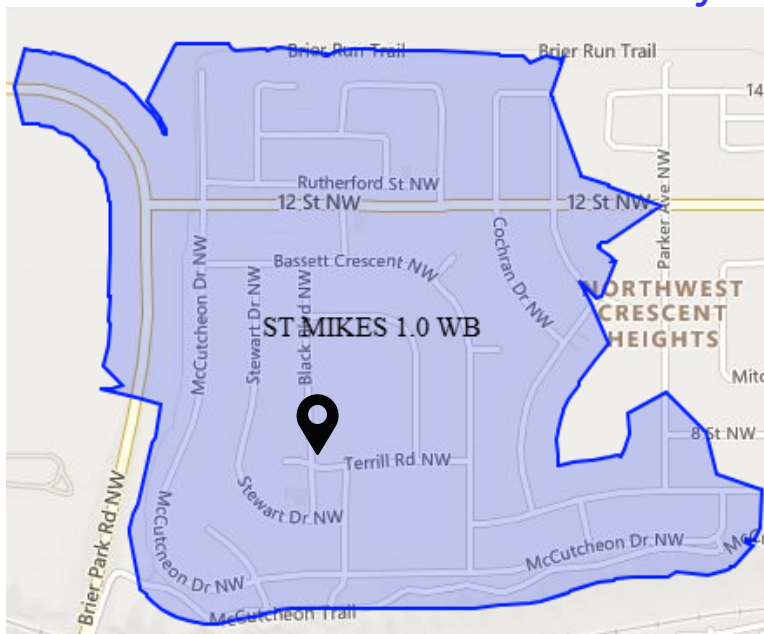 Brier Run Trail
Brier Run Trail
14
Rutherford St NW
12 St NW
12 St NW
Parker Ave NW
Cochran Dr NW
Bassett Crescent NW
McCutcheon Dr NW
Stewart Dr NW
Black Blvd NW
NORTHWEST
CRESCENT
HEIGHTS
ST MIKES 1.0 WB
8 St NW
Terrill Rd NW
Stewart Dr NW
Brier Park Rd NW
McCutcheon Dr NW
McCutcheon Dr NW
McCutcheon Trail